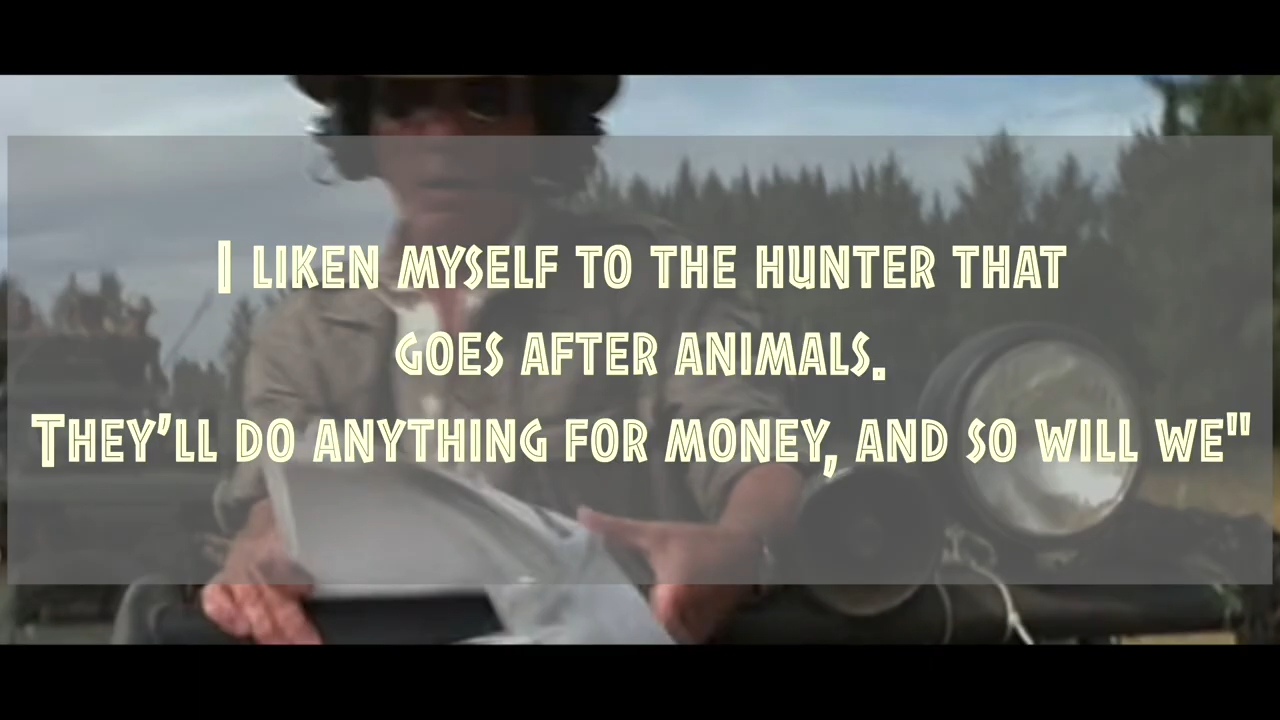 I LIKEN MYSELF TO THE HUNTER THAT
GOES AFTER ANIMALS.
THEY'LL DO ANYTHING FOR MONEY, AND SO WILL WE"